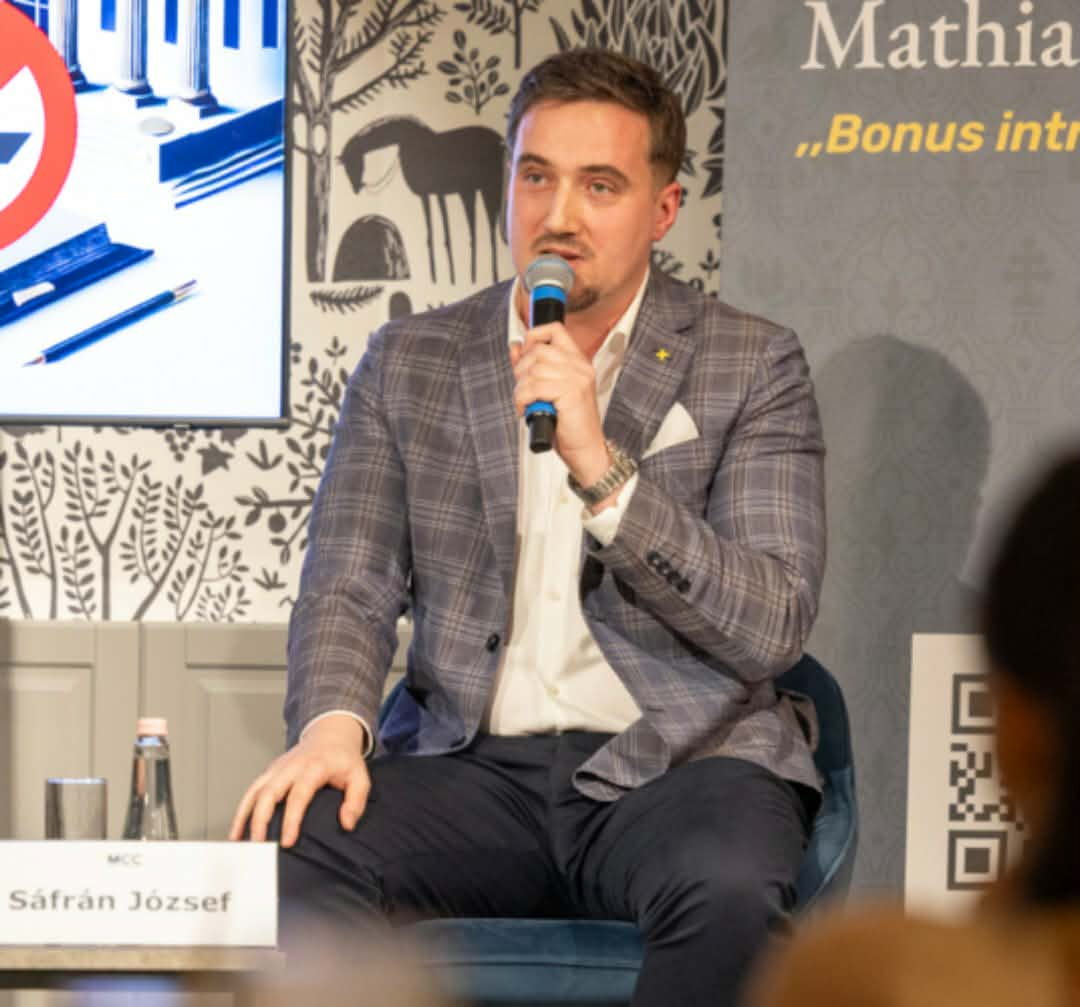 Mathia
„Bonus intr
MCC
Sáfrán József